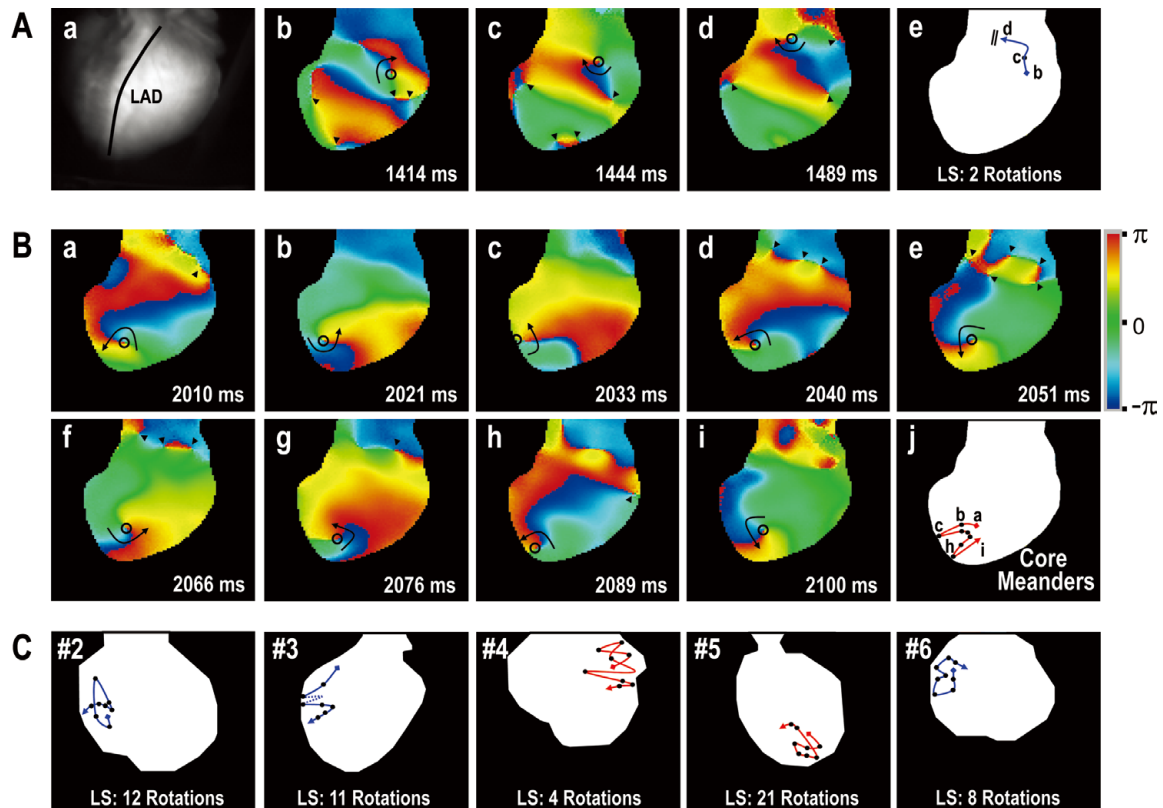 A
a
LAD
b
1414 ms
c
1444 ms
d
1489 ms
e
d
c
b
LS: 2 Rotations
B
a
2010 ms
b
2021 ms
c
2033 ms
d
2040 ms
e
2051 ms
π
0
-π
f
2066 ms
g
2076 ms
h
2089 ms
i
2100 ms
j
b a
c
h i
Core
Meanders
C
#2
LS: 12 Rotations
#3
LS: 11 Rotations
#4
LS: 4 Rotations
#5
LS: 21 Rotations
#6
LS: 8 Rotations